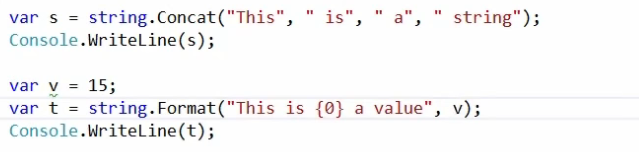 var s = string.Concat("This", " is", " a", " string");
Console.WriteLine(s);
var v = 15;
var t = string.Format("This is {0} a value", v);
Console.WriteLine(t);